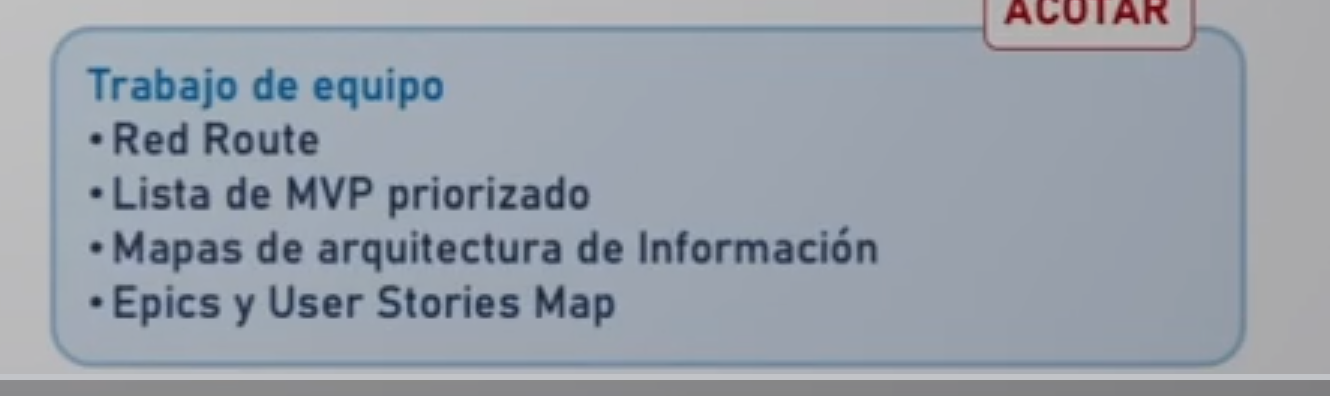 ACOTAR
Trabajo de equipo
• Red Route
• Lista de MVP priorizado
• Mapas de arquitectura de Información
• Epics y User Stories Map